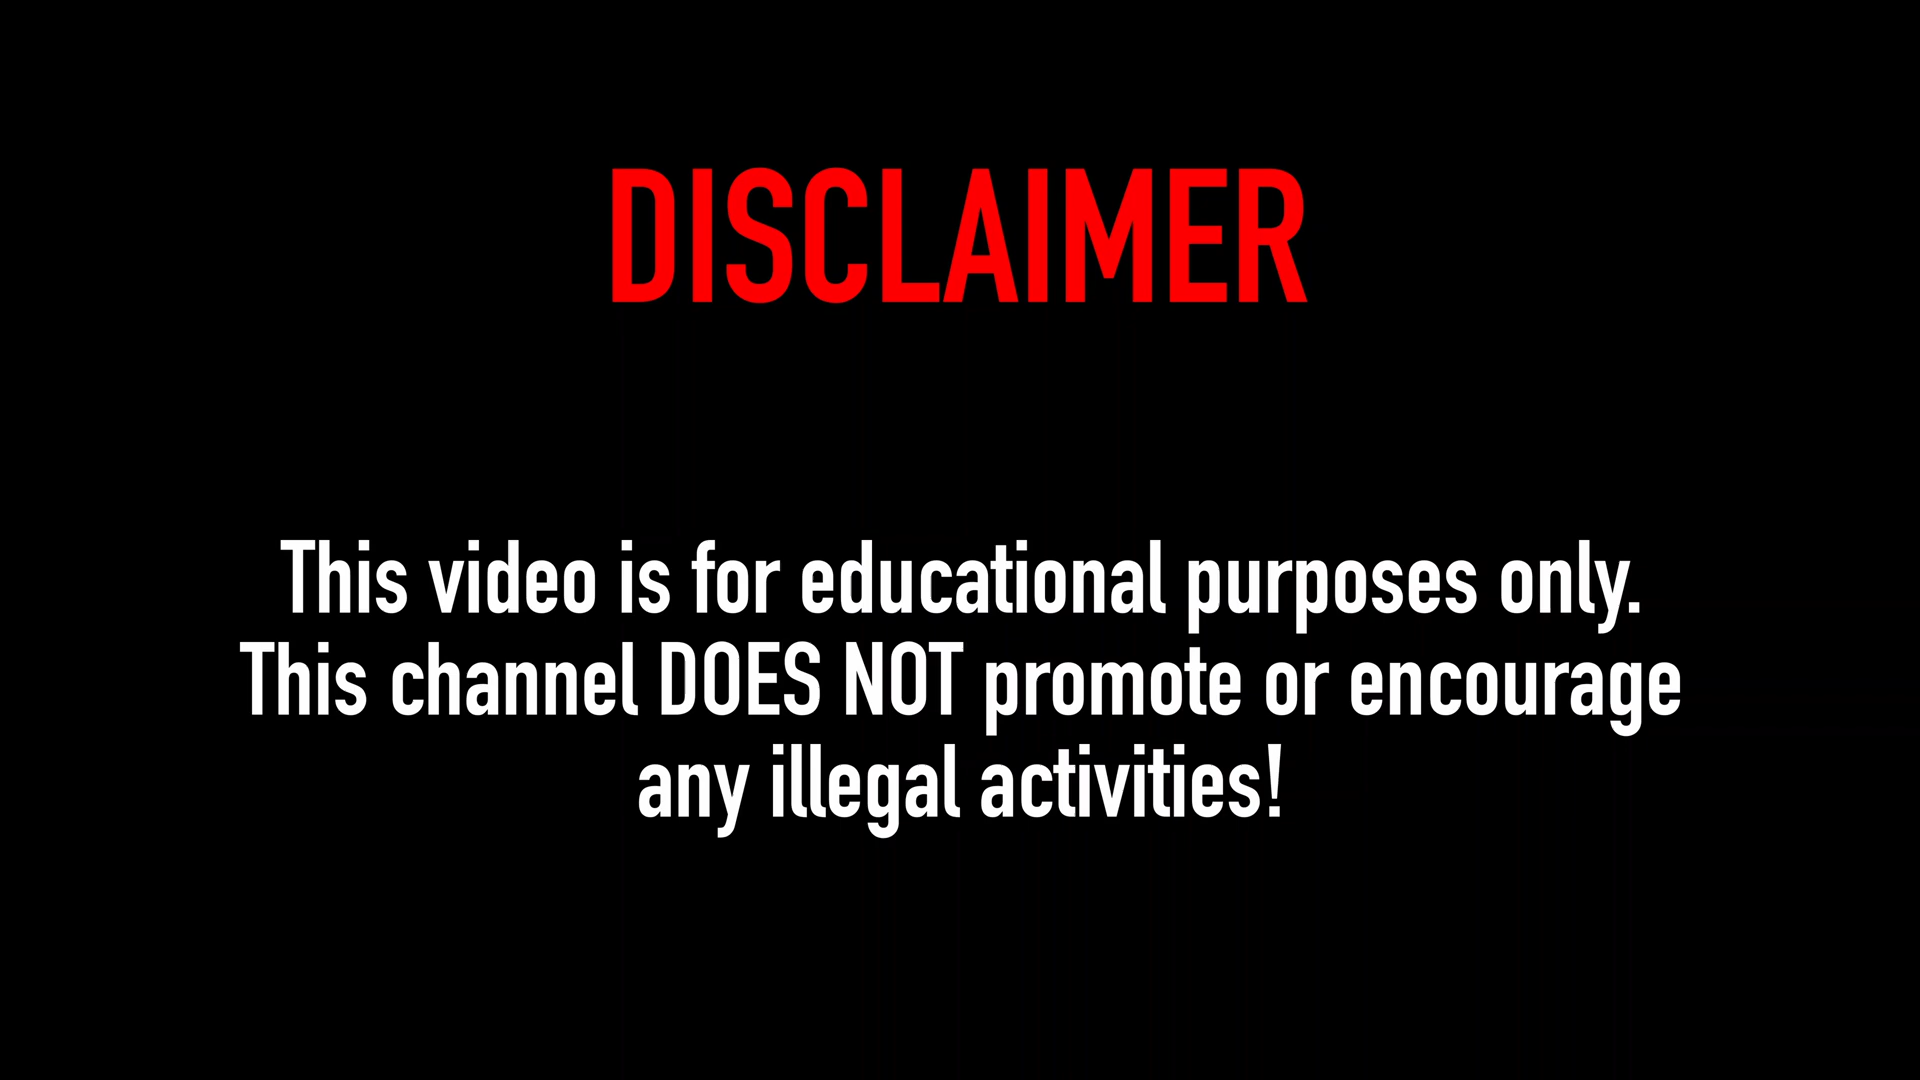 DISCLAIMER
This video is for educational purposes only.
This channel DOES NOT promote or encourage
any illegal activities!